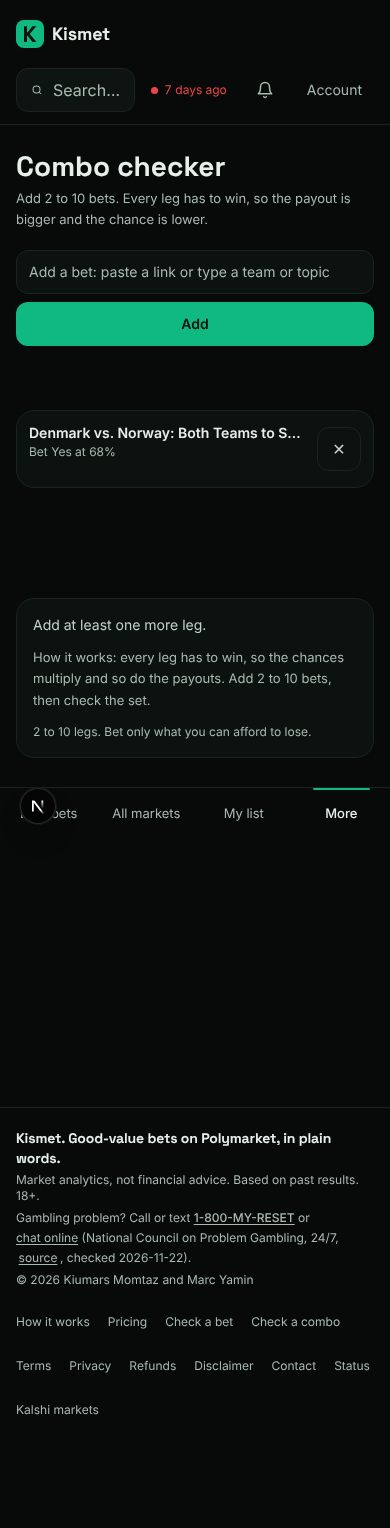 K Kismet
Search...
7 days ago
Account
Combo checker
Add 2 to 10 bets. Every leg has to win, so the payout is
bigger and the chance is lower.
Add a bet: paste a link or type a team or topic
Add
Denmark vs. Norway: Both Teams to S...
Bet Yes at 68%
✕
Add at least one more leg.
How it works: every leg has to win, so the chances
multiply and so do the payouts. Add 2 to 10 bets,
then check the set.
2 to 10 legs. Bet only what you can afford to lose.
N
bets
All markets
My list
More
Kismet. Good-value bets on Polymarket, in plain
words.
Market analytics, not financial advice. Based on past results.
18+.
Gambling problem? Call or text 1-800-MY-RESET or
chat online (National Council on Problem Gambling, 24/7,
source , checked 2026-11-22).
© 2026 Kiumars Momtaz and Marc Yamin
How it works Pricing Check a bet Check a combo
Terms Privacy Refunds Disclaimer Contact Status
Kalshi markets